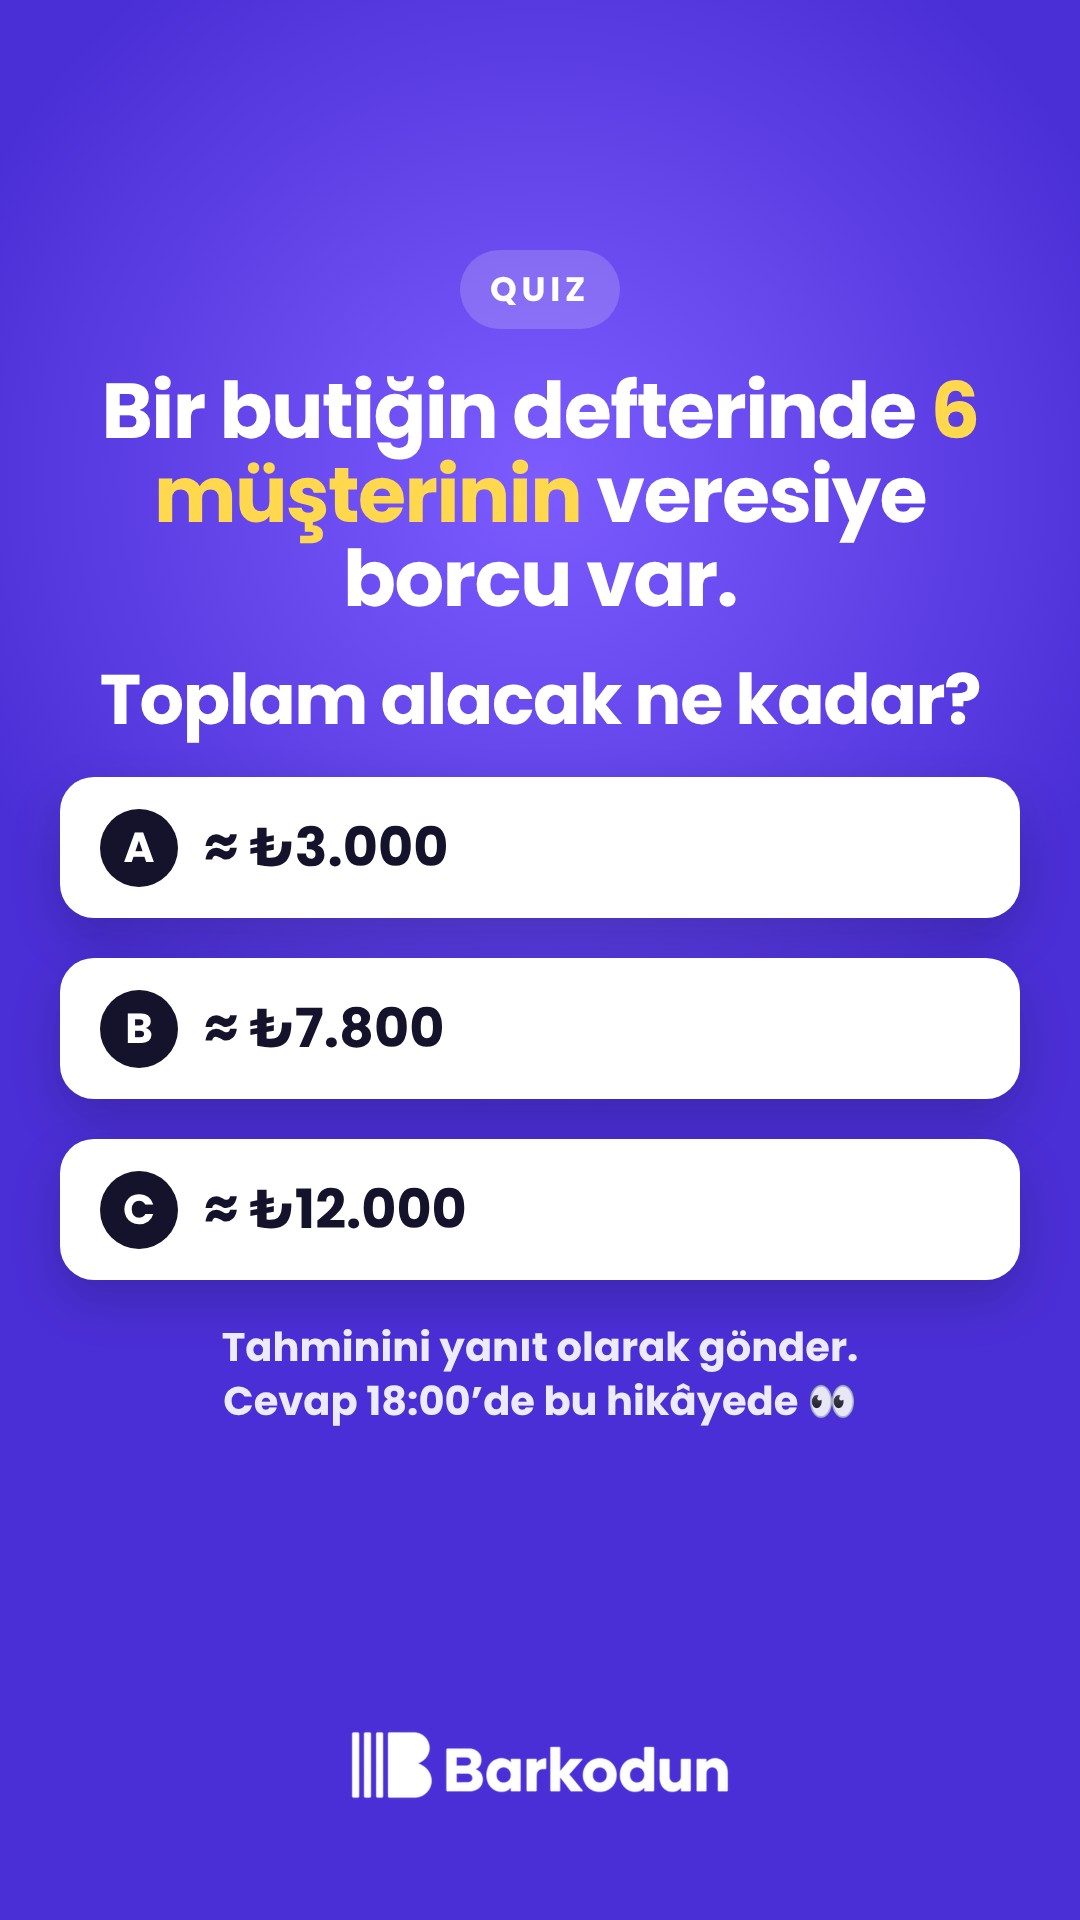 QUIZ
Bir butiğin defterinde 6
müşterinin veresiye
borcu var.
Toplam alacak ne kadar?
A ≈ ₺3.000
B ≈ ₺7.800
C ≈ ₺12.000
Tahminini yanıt olarak gönder.
Cevap 18:00’de bu hikâyede 👀
Barkodun